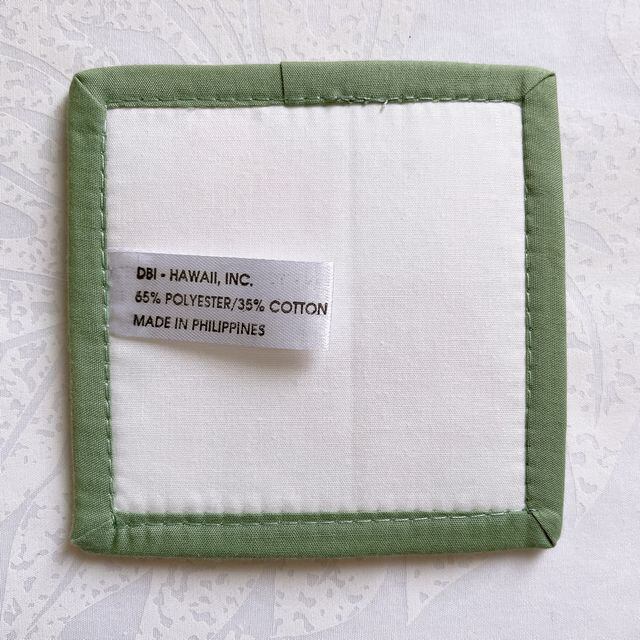 DBI - HAWAII, INC.
65% POLYESTER/35% COTTON
MADE IN PHILIPPINES